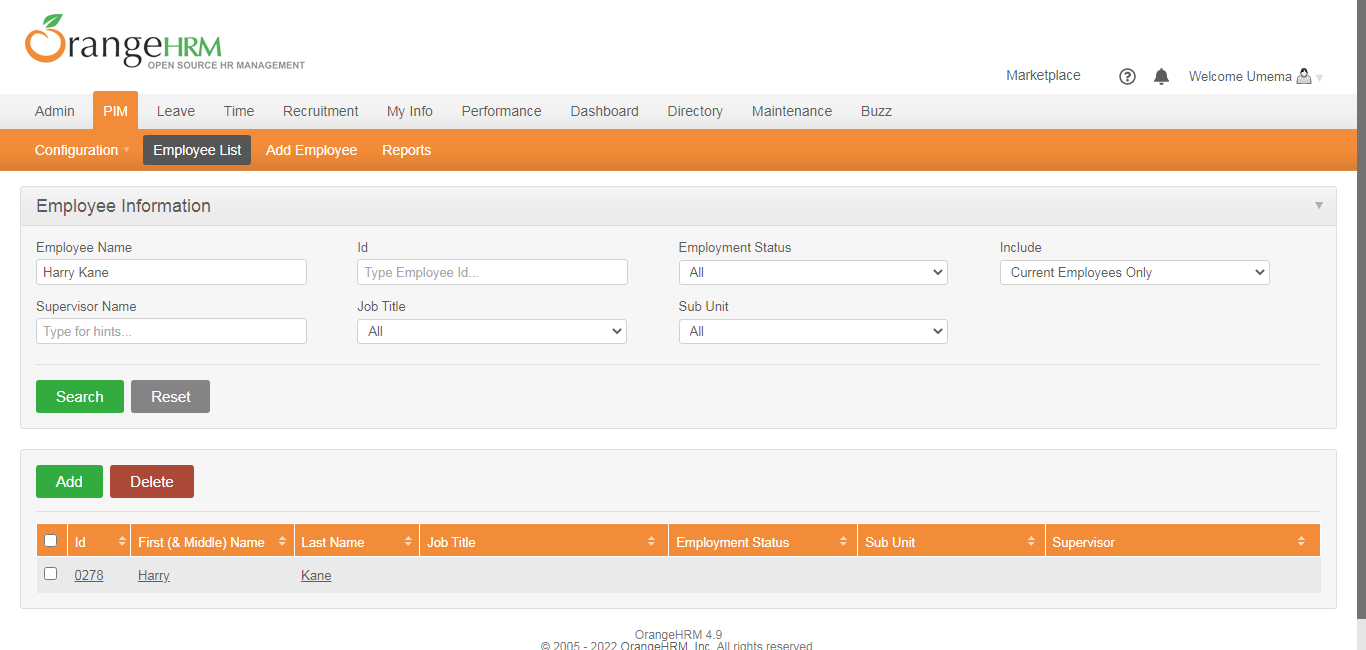 OrangeHRM
OPEN SOURCE HR MANAGEMENT
Marketplace ? Welcome Umema
Admin PIM Leave Time Recruitment My Info Performance Dashboard Directory Maintenance Buzz
Configuration Employee List Add Employee Reports
Employee Information
Employee Name Id Employment Status Include
Harry Kane Type Employee Id... All Current Employees Only
Supervisor Name Job Title Sub Unit
Type for hints... All All
Search Reset
Add Delete
Id First (& Middle) Name Last Name Job Title Employment Status Sub Unit Supervisor
0278 Harry Kane
OrangeHRM 4.9
© 2005 - 2022 OrangeHRM, Inc. All rights reserved